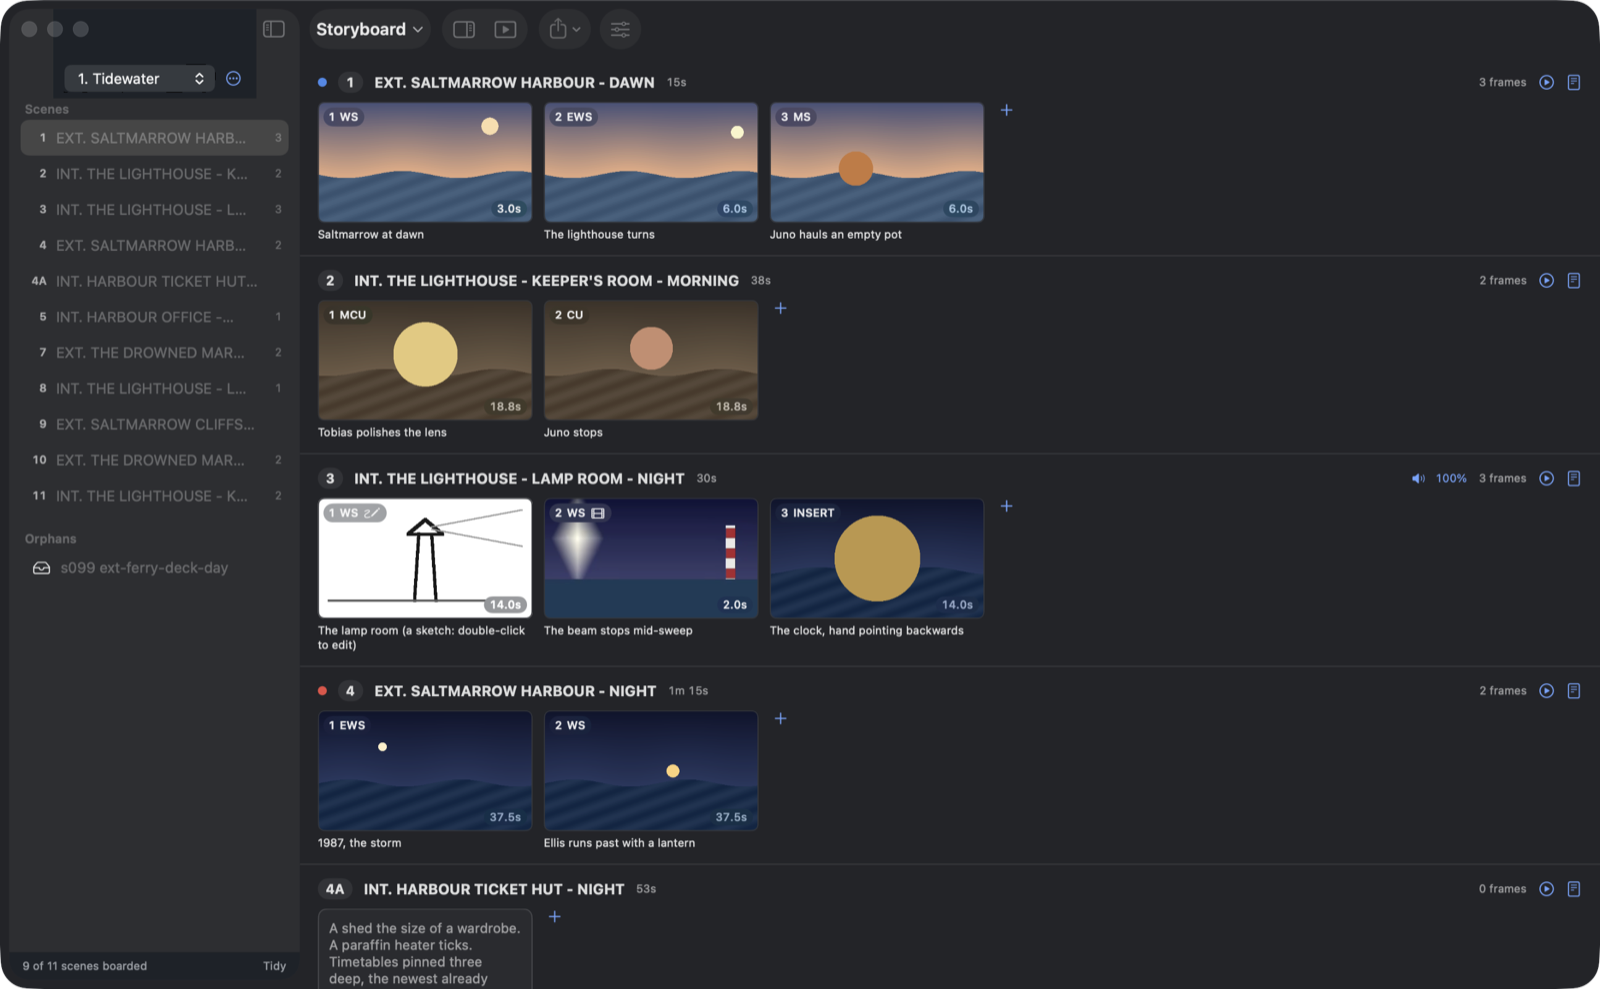 1. Tidewater
Scenes
1 EXT. SALTMARROW HARB... 3
2 INT. THE LIGHTHOUSE - K... 2
3 INT. THE LIGHTHOUSE - L... 3
4 EXT. SALTMARROW HARB... 2
4A INT. HARBOUR TICKET HUT...
5 INT. HARBOUR OFFICE -... 1
7 EXT. THE DROWNED MAR... 2
8 INT. THE LIGHTHOUSE - L... 1
9 EXT. SALTMARROW CLIFFS...
10 EXT. THE DROWNED MAR... 2
11 INT. THE LIGHTHOUSE - K... 2
Orphans
s099 ext-ferry-deck-day
9 of 11 scenes boarded Tidy
Storyboard
1 EXT. SALTMARROW HARBOUR - DAWN 15s 3 frames
1 WS 2 EWS 3 MS
3.0s 6.0s 6.0s
Saltmarrow at dawn The lighthouse turns Juno hauls an empty pot
2 INT. THE LIGHTHOUSE - KEEPER'S ROOM - MORNING 38s 2 frames
1 MCU 2 CU
18.8s 18.8s
Tobias polishes the lens Juno stops
3 INT. THE LIGHTHOUSE - LAMP ROOM - NIGHT 30s 100% 3 frames
1 WS 2 WS 3 INSERT
14.0s 2.0s 14.0s
The lamp room (a sketch: double-click The beam stops mid-sweep The clock, hand pointing backwards
to edit)
4 EXT. SALTMARROW HARBOUR - NIGHT 1m 15s 2 frames
1 EWS 2 WS
37.5s 37.5s
1987, the storm Ellis runs past with a lantern
4A INT. HARBOUR TICKET HUT - NIGHT 53s 0 frames
A shed the size of a wardrobe.
A paraffin heater ticks.
Timetables pinned three
deep, the newest already